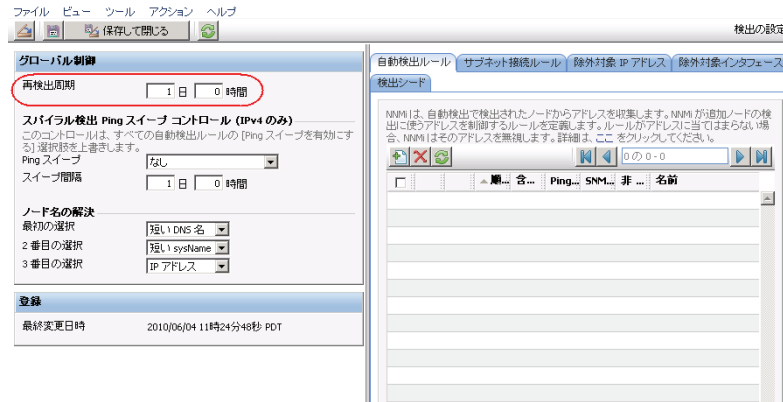 ファイル ビュー ツール アクション ヘルプ
保存して閉じる
検出の設定
グローバル制御
再検出周期
1 日 0 時間
スパイラル検出 Ping スイープ コントロール (IPv4 のみ)
このコントロールは、すべての自動検出ルールの [Ping スイープを有効にす
る] 選択肢を上書きします。
Ping スイープ
なし
スイープ間隔
1 日 0 時間
ノード名の解決
最初の選択
短い DNS 名
2 番目の選択
短い sysName
3 番目の選択
IP アドレス
登録
最終変更日時
2010/06/04 11時24分48秒 PDT
自動検出ルール サブネット接続ルール 除外対象 IP アドレス 除外対象インタフェース
検出シード
NNMi は、自動検出で検出されたノードからアドレスを収集します。NNMi が追加ノードの検
出に使うアドレスを制御するルールを定義します。ルールがアドレスに当てはまらない場
合、NNMi はそのアドレスを無視します。詳細は、ここ をクリックしてください。
0 の 0 - 0
順... 含... Ping... SNM... 非 ... 名前